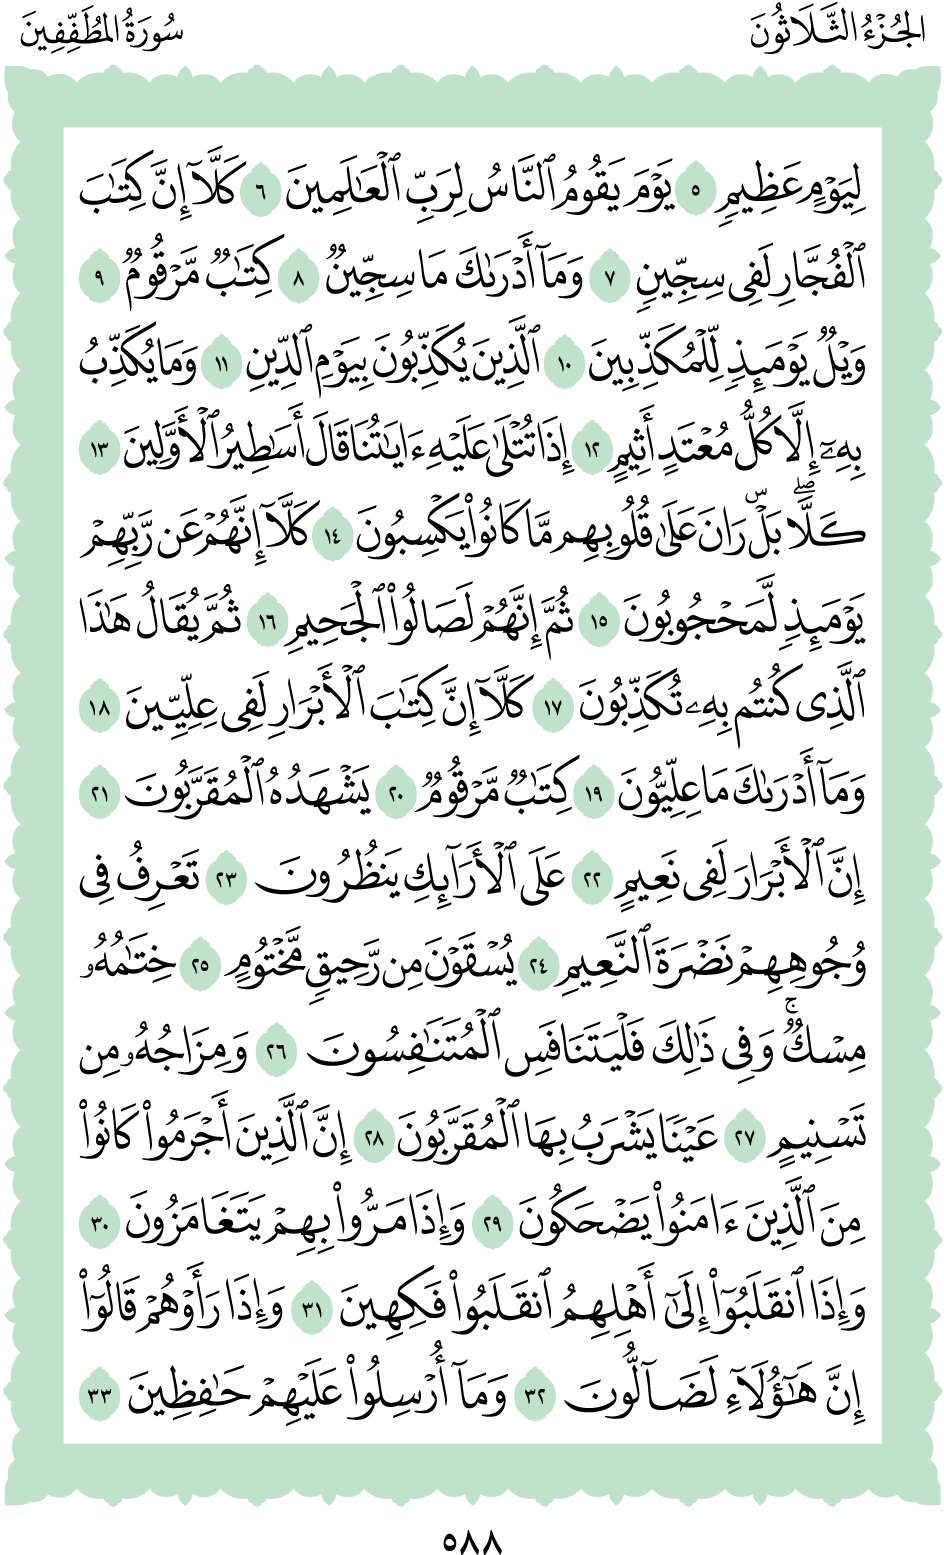 الجُزْءُ الثَّلَاثُونَ سُورَةُ المُطَفِّفِينَ
لِيَوۡمٍ عَظِيمٖ ٥ يَوۡمَ يَقُومُ ٱلنَّاسُ لِرَبِّ ٱلۡعَٰلَمِينَ ٦ كَلَّآ إِنَّ كِتَٰبَ
ٱلۡفُجَّارِ لَفِي سِجِّينٖ ٧ وَمَآ أَدۡرَىٰكَ مَا سِجِّينٞ ٨ كِتَٰبٞ مَّرۡقُومٞ ٩
وَيۡلٞ يَوۡمَئِذٖ لِّلۡمُكَذِّبِينَ ١٠ ٱلَّذِينَ يُكَذِّبُونَ بِيَوۡمِ ٱلدِّينِ ١١ وَمَا يُكَذِّبُ
بِهِۦٓ إِلَّا كُلُّ مُعۡتَدٍ أَثِيمٍ ١٢ إِذَا تُتۡلَىٰ عَلَيۡهِ ءَايَٰتُنَا قَالَ أَسَٰطِيرُ ٱلۡأَوَّلِينَ ١٣
كـَلَّاۖ بَلۡۜ رَانَ عَلَىٰ قُلُوبِهِم مَّا كَانُواْ يَكۡسِبُونَ ١٤ كَلَّآ إِنَّهُمۡ عَن رَّبِّهِمۡ
يَوۡمَئِذٖ لَّمَحۡجُوبُونَ ١٥ ثُمَّ إِنَّهُمۡ لَصَالُواْ ٱلۡجَحِيمِ ١٦ ثُمَّ يُقَالُ هَٰذَا
ٱلَّذِي كُنتُم بِهِۦ تُكَذِّبُونَ ١٧ كَلَّآ إِنَّ كِتَٰبَ ٱلۡأَبۡرَارِ لَفِي عِلِّيِّينَ ١٨
وَمَآ أَدۡرَىٰكَ مَا عِلِّيُّونَ ١٩ كِتَٰبٞ مَّرۡقُومٞ ٢٠ يَشۡهَدُهُ ٱلۡمُقَرَّبُونَ ٢١
إِنَّ ٱلۡأَبۡرَارَ لَفِي نَعِيمٍ ٢٢ عَلَى ٱلۡأَرَآئِكِ يَنظُرُونَ ٢٣ تَعۡرِفُ فِي
وُجُوهِهِمۡ نَضۡرَةَ ٱلنَّعِيمِ ٢٤ يُسۡقَوۡنَ مِن رَّحِيقٖ مَّخۡتُومٍ ٢٥ خِتَٰمُهُۥ
مِسۡكٞۚ وَفِي ذَٰلِكَ فَلۡيَتَنَافَسِ ٱلۡمُتَنَٰفِسُونَ ٢٦ وَمِزَاجُهُۥ مِن
تَسۡنِيمٍ ٢٧ عَيۡنٗا يَشۡرَبُ بِهَا ٱلۡمُقَرَّبُونَ ٢٨ إِنَّ ٱلَّذِينَ أَجۡرَمُواْ كَانُواْ
مِنَ ٱلَّذِينَ ءَامَنُواْ يَضۡحَكُونَ ٢٩ وَإِذَا مَرُّواْ بِهِمۡ يَتَغَامَزُونَ ٣٠
وَإِذَا ٱنقَلَبُوٓاْ إِلَىٰٓ أَهۡلِهِمُ ٱنقَلَبُواْ فَكِهِينَ ٣١ وَإِذَا رَأَوۡهُمۡ قَالُوٓاْ
إِنَّ هَٰٓؤُلَآءِ لَضَآلُّونَ ٣٢ وَمَآ أُرۡسِلُواْ عَلَيۡهِمۡ حَٰفِظِينَ ٣٣
٥٨٨